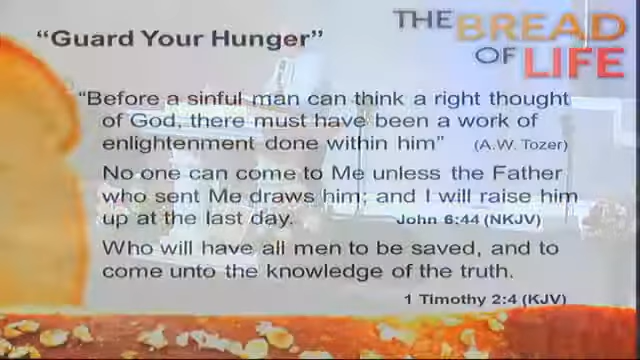 "Guard Your Hunger"
THE BREAD
OF LIFE
"Before a sinful man can think a right thought
of God, there must have been a work of
enlightenment done within him" (A.W. Tozer)
No one can come to Me unless the Father
who sent Me draws him; and I will raise him
up at the last day. John 6:44 (NKJV)
Who will have all men to be saved, and to
come unto the knowledge of the truth.
1 Timothy 2:4 (KJV)